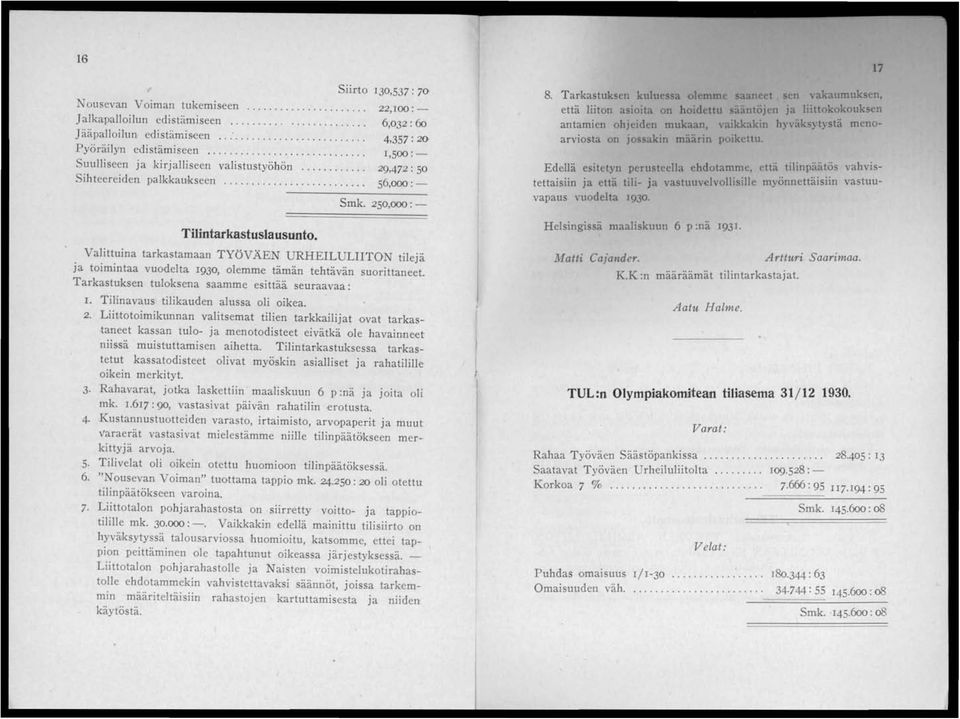 16
Siirto 130,537 : 70
Nousevan Voiman tukemiseen ...................... 22,100 : —
Jalkapalloilun edistämiseen ......................... 6,032 : 60
Jääpalloilun edistämiseen ........................... 4,357 : 20
Pyöräilyn edistämiseen ............................. 1,500 : —
Suulliseen ja kirjalliseen valistustyöhön ............ 29,472 : 50
Sihteereiden palkkaukseen .......................... 56,000 : —
Smk. 250,000 : —
Tilintarkastuslausunto.
Valittuina tarkastamaan TYÖVÄEN URHEILULIITON tilejä
ja toimintaa vuodelta 1930, olemme tämän tehtävän suorittaneet.
Tarkastuksen tuloksena saamme esittää seuraavaa :
1. Tilinavaus tilikauden alussa oli oikea.
2. Liittotoimikunnan valitsemat tilien tarkkailijat ovat tarkas-
taneet kassan tulo- ja menotodisteet eivätkä ole havainneet
niissä muistuttamisen aihetta. Tilintarkastuksessa tarkas-
tetut kassatodisteet olivat myöskin asialliset ja rahatilille
oikein merkityt.
3. Rahavarat, jotka laskettiin maaliskuun 6 p:nä ja joita oli
mk. 1.617 : 90, vastasivat päivän rahatilin erotusta.
4. Kustannustuotteiden varasto, irtaimisto, arvopaperit ja muut
varaerät vastasivat mielestämme niille tilinpäätökseen mer-
kittyjä arvoja.
5. Tilivelat oli oikein otettu huomioon tilinpäätöksessä.
6. "Nousevan Voiman" tuottama tappio mk. 24.250 : 20 oli otettu
tilinpäätökseen varoina.
7. Liittotalon pohjarahastosta on siirretty voitto- ja tappio-
tilille mk. 30.000 : —. Vaikkakin edellä mainittu tilisiirto on
hyväksytyssä talousarviossa huomioitu, katsomme, ettei tap-
pion peittäminen ole tapahtunut oikeassa järjestyksessä. —
Liittotalon pohjarahastolle ja Naisten voimistelukotirahas-
tolle ehdotammekin vahvistettavaksi säännöt, joissa tarkem-
min määriteltäisiin rahastojen kartuttamisesta ja niiden
käytöstä.
17
8. Tarkastuksen kuluessa olemme saaneet sen vakaumuksen,
että liiton asioita on hoidettu sääntöjen ja liittokokouksen
antamien ohjeiden mukaan, vaikkakin hyväksytystä meno-
arviosta on jossakin määrin poikettu.
Edellä esitetyn perusteella ehdotamme, että tilinpäätös vahvis-
tettaisiin ja että tili- ja vastuuvelvollisille myönnettäisiin vastuu-
vapaus vuodelta 1930.
Helsingissä maaliskuun 6 p:nä 1931.
Matti Cajander. Artturi Saarimaa.
K.K:n määräämät tilintarkastajat.
Aatu Halme.
TUL:n Olympiakomitean tiliasema 31/12 1930.
Varat:
Rahaa Työväen Säästöpankissa ...................... 28.405 : 13
Saatavat Työväen Urheiluliitolta ......... 109.528 : —
Korkoa 7 % ............................ 7.666 : 95 117.194 : 95
Smk. 145.600 : 08
Velat:
Puhdas omaisuus 1/1-30 ................. 180.344 : 63
Omaisuuden väh. ........................ 34.744 : 55 145.600 : 08
Smk. 145.600 : 08